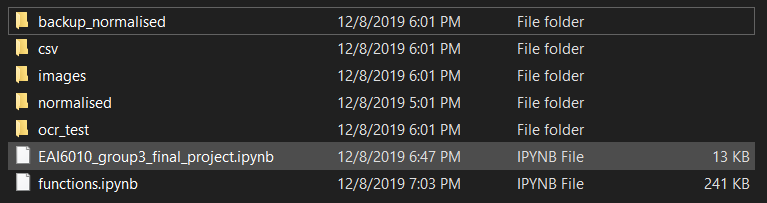 backup_normalised 12/8/2019 6:01 PM File folder
csv 12/8/2019 6:01 PM File folder
images 12/8/2019 6:01 PM File folder
normalised 12/8/2019 5:01 PM File folder
ocr_test 12/8/2019 6:01 PM File folder
EAI6010_group3_final_project.ipynb 12/8/2019 6:47 PM IPYNB File 13 KB
functions.ipynb 12/8/2019 7:03 PM IPYNB File 241 KB